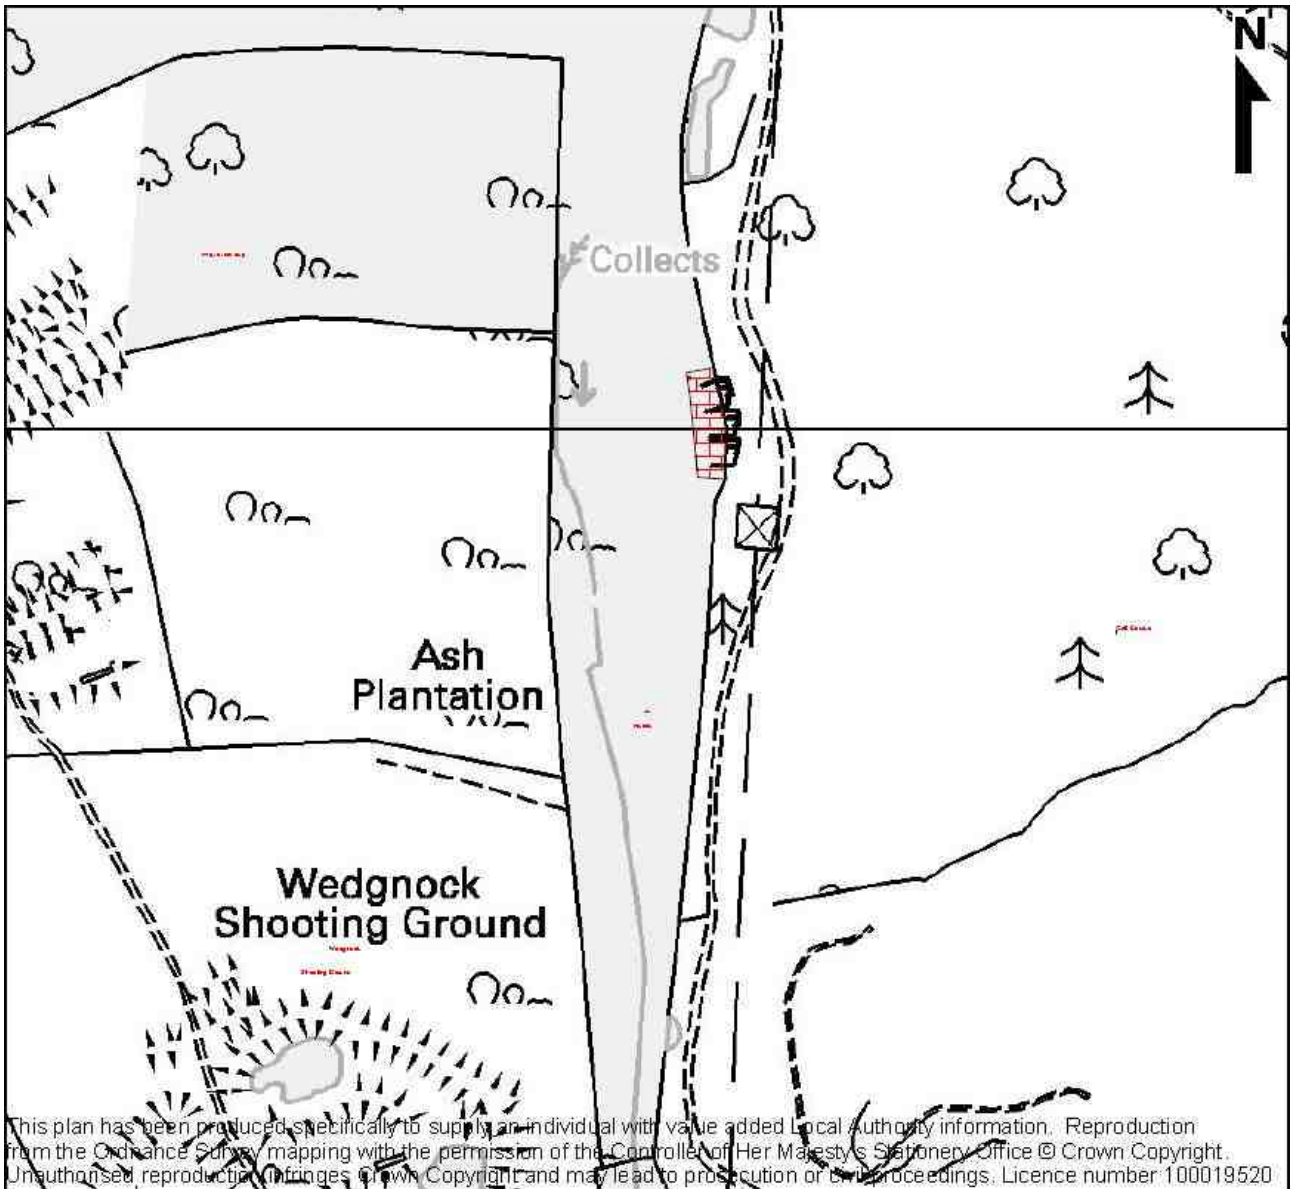 N
Collects
Ash
Plantation
Wedgnock
Shooting Ground
Wedgnock
Shooting Ground
This plan has been produced specifically to supply an individual with value added Local Authority information. Reproduction
from the Ordnance Survey mapping with the permission of the Controller of Her Majesty's Stationery Office © Crown Copyright.
Unauthorised reproduction infringes Crown Copyright and may lead to prosecution or civil proceedings. Licence number 100019520